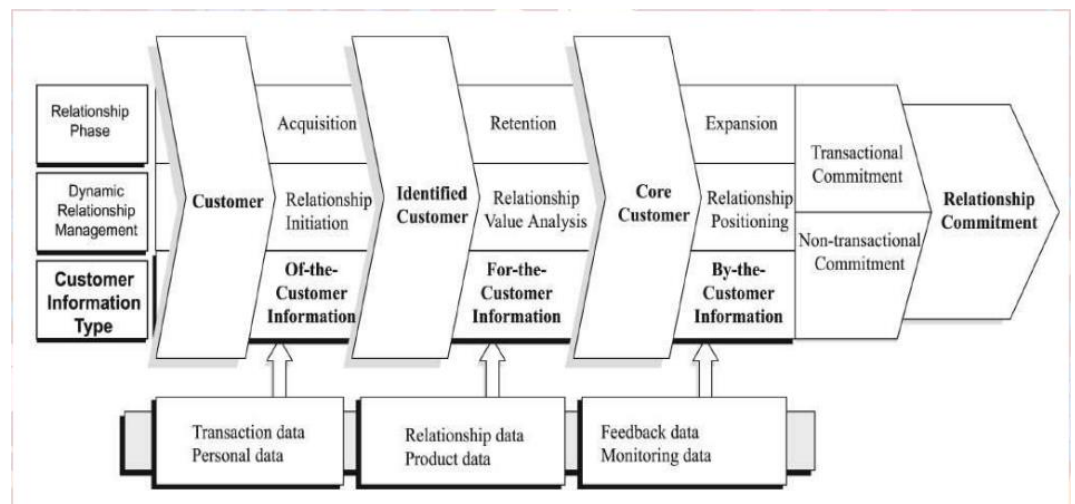 Relationship
Phase
Acquisition
Retention
Expansion
Transactional
Commitment
Dynamic
Relationship
Management
Customer
Relationship
Initiation
Identified
Customer
Relationship
Value Analysis
Core
Customer
Relationship
Positioning
Relationship
Commitment
Non-transactional
Commitment
Customer
Information
Type
Of-the-
Customer
Information
For-the-
Customer
Information
By-the-
Customer
Information
Transaction data
Personal data
Relationship data
Product data
Feedback data
Monitoring data